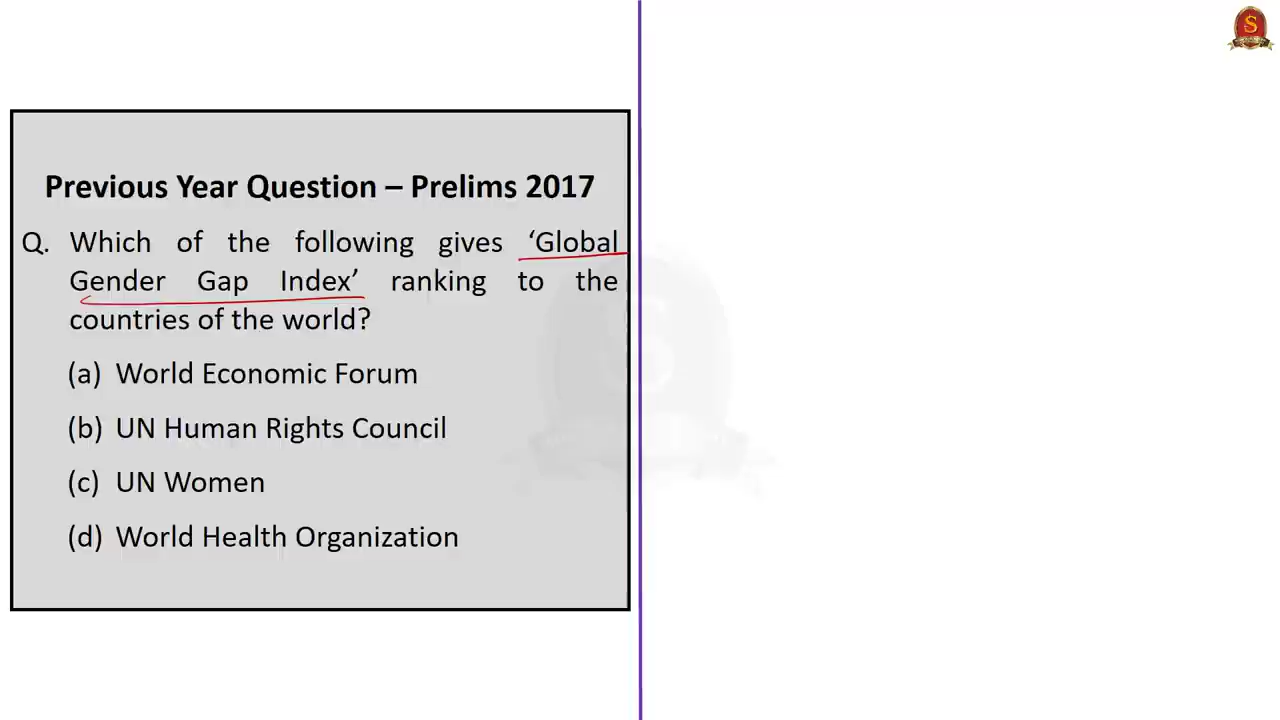 S
Previous Year Question – Prelims 2017
Q. Which of the following gives ‘Global
Gender Gap Index’ ranking to the
countries of the world?
(a) World Economic Forum
(b) UN Human Rights Council
(c) UN Women
(d) World Health Organization